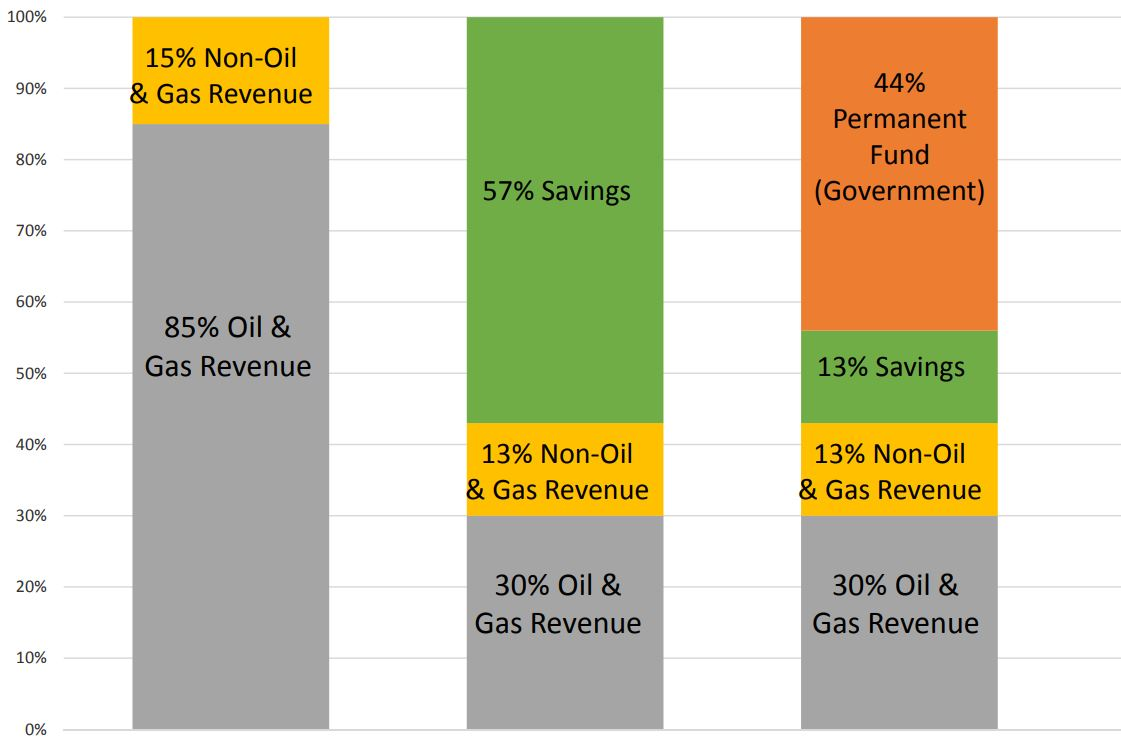 100%
90%
80%
70%
60%
50%
40%
30%
20%
10%
0%
15% Non-Oil
& Gas Revenue
85% Oil &
Gas Revenue
57% Savings
13% Non-Oil
& Gas Revenue
30% Oil &
Gas Revenue
44%
Permanent
Fund
(Government)
13% Savings
13% Non-Oil
& Gas Revenue
30% Oil &
Gas Revenue